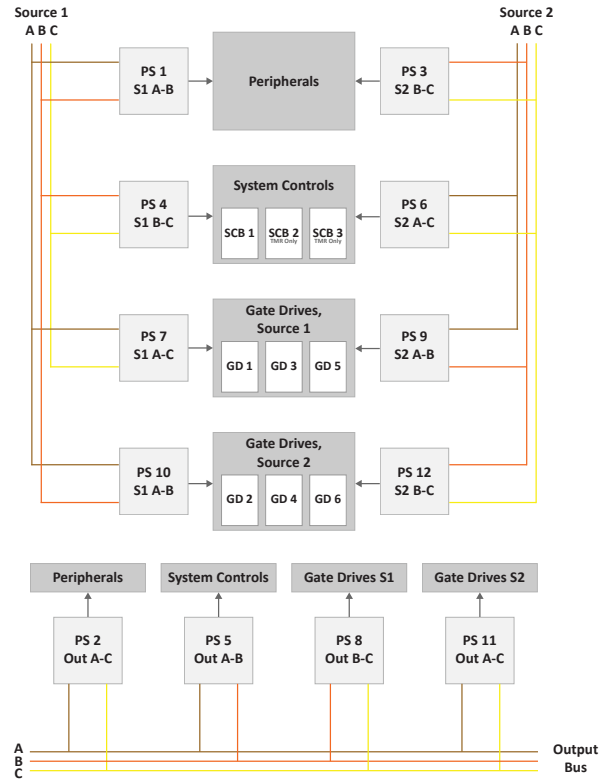 Source 1
Source 2
A B C
A B C
PS 1
S1 A-B
Peripherals
PS 3
S2 B-C
PS 4
S1 B-C
System Controls
SCB 1
SCB 2
TMR Only
SCB 3
TMR Only
PS 6
S2 A-C
PS 7
S1 A-C
Gate Drives,
Source 1
GD 1
GD 3
GD 5
PS 9
S2 A-B
PS 10
S1 A-B
Gate Drives,
Source 2
GD 2
GD 4
GD 6
PS 12
S2 B-C
Peripherals
System Controls
Gate Drives S1
Gate Drives S2
PS 2
Out A-C
PS 5
Out A-B
PS 8
Out B-C
PS 11
Out A-C
A
B
C
Output
Bus